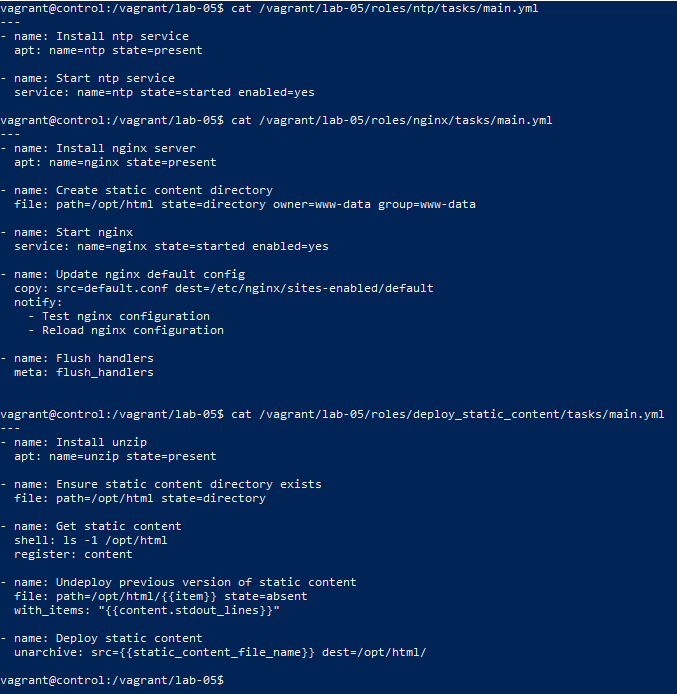 vagrant@control:/vagrant/lab-05$ cat /vagrant/lab-05/roles/ntp/tasks/main.yml
---
- name: Install ntp service
  apt: name=ntp state=present

- name: Start ntp service
  service: name=ntp state=started enabled=yes

vagrant@control:/vagrant/lab-05$ cat /vagrant/lab-05/roles/nginx/tasks/main.yml
---
- name: Install nginx server
  apt: name=nginx state=present

- name: Create static content directory
  file: path=/opt/html state=directory owner=www-data group=www-data

- name: Start nginx
  service: name=nginx state=started enabled=yes

- name: Update nginx default config
  copy: src=default.conf dest=/etc/nginx/sites-enabled/default
  notify:
    - Test nginx configuration
    - Reload nginx configuration

- name: Flush handlers
  meta: flush_handlers


vagrant@control:/vagrant/lab-05$ cat /vagrant/lab-05/roles/deploy_static_content/tasks/main.yml
---
- name: Install unzip
  apt: name=unzip state=present

- name: Ensure static content directory exists
  file: path=/opt/html state=directory

- name: Get static content
  shell: ls -1 /opt/html
  register: content

- name: Undeploy previous version of static content
  file: path=/opt/html/{{item}} state=absent
  with_items: "{{content.stdout_lines}}"

- name: Deploy static content
  unarchive: src={{static_content_file_name}} dest=/opt/html/

vagrant@control:/vagrant/lab-05$